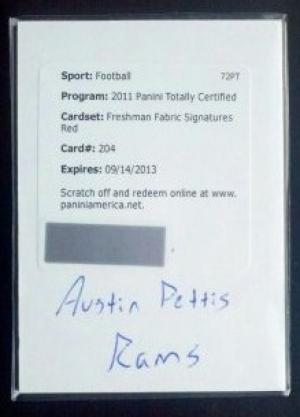 Sport: Football 72PT
Program: 2011 Panini Totally Certified
Cardset: Freshman Fabric Signatures
Red
Card#: 204
Expires: 09/14/2013
Scratch off and redeem online at www.
paniniamerica.net.
Austin Pettis
Rams